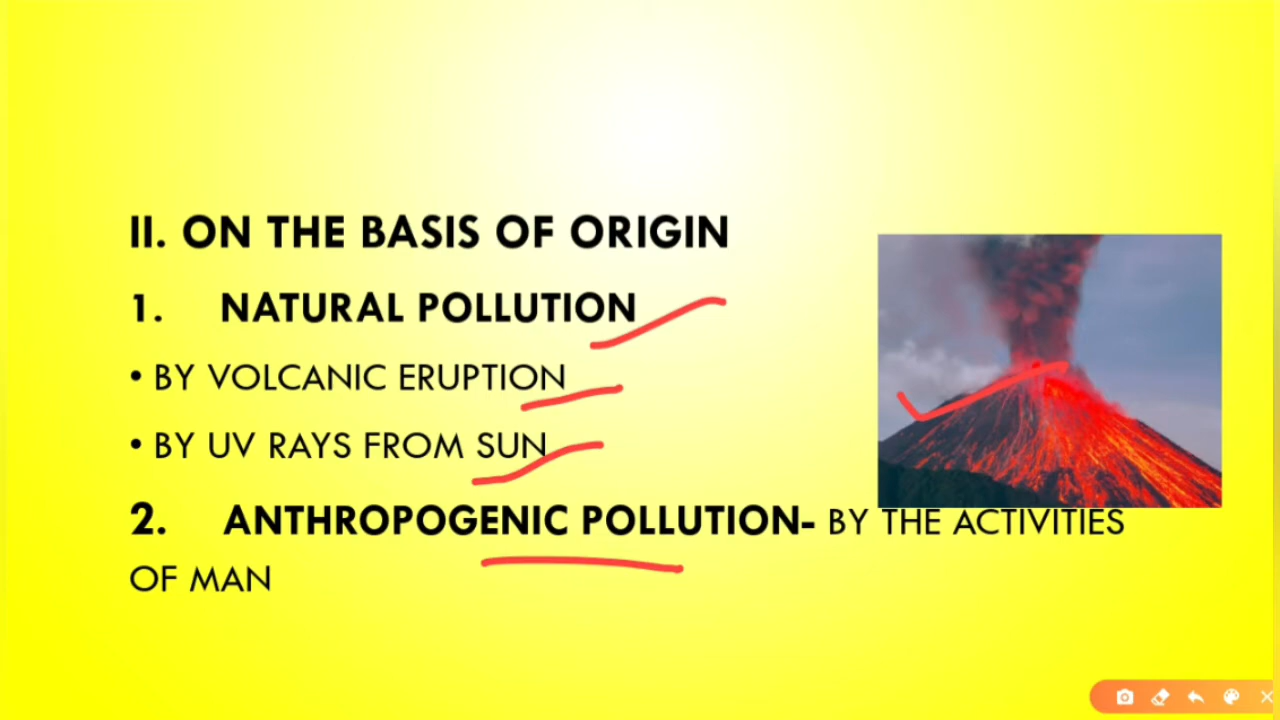 II. ON THE BASIS OF ORIGIN
1. NATURAL POLLUTION
• BY VOLCANIC ERUPTION
• BY UV RAYS FROM SUN
2. ANTHROPOGENIC POLLUTION- BY THE ACTIVITIES
OF MAN